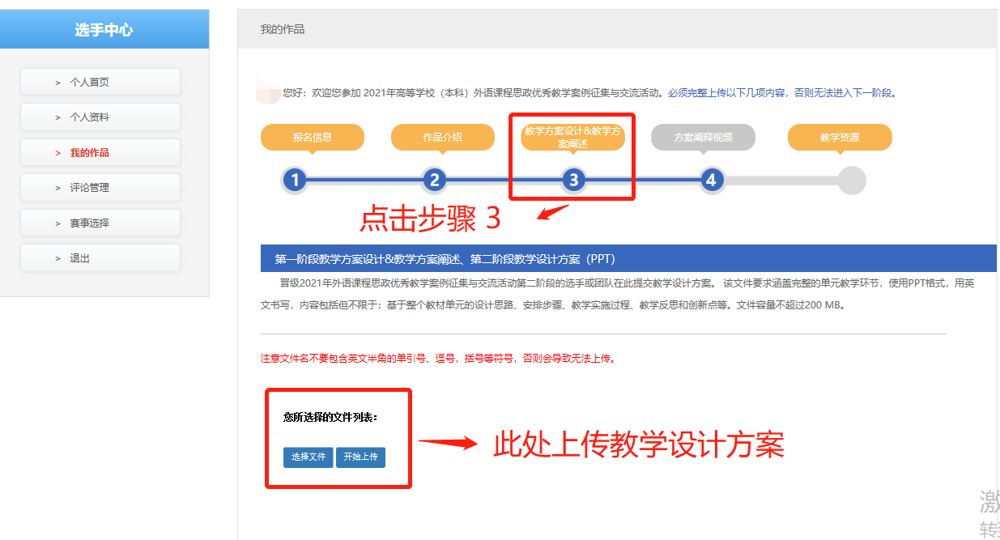 选手中心
> 个人首页
> 个人资料
> 我的作品
> 评论管理
> 赛事选择
> 退出
我的作品
您好：欢迎您参加 2021年高等学校（本科）外语课程思政优秀教学案例征集与交流活动。必须完整上传以下几项内容，否则无法进入下一阶段。
报名信息
作品介绍
教学方案设计&教学方
案阐述
方案阐释视频
教学资源
1
2
3
4
点击步骤 3
第一阶段教学方案设计&教学方案阐述、第二阶段教学设计方案（PPT）
晋级2021年外语课程思政优秀教学案例征集与交流活动第二阶段的选手或团队在此提交教学设计方案。 该文件要求涵盖完整的单元教学环节，使用PPT格式，用英
文书写，内容包括但不限于：基于整个教材单元的设计思路、安排步骤、教学实施过程、教学反思和创新点等。文件容量不超过200 MB。
注意文件名不要包含英文半角的单引号、逗号，括号等符号，否则会导致无法上传。
您所选择的文件列表：
选择文件
开始上传
此处上传教学设计方案
激
转